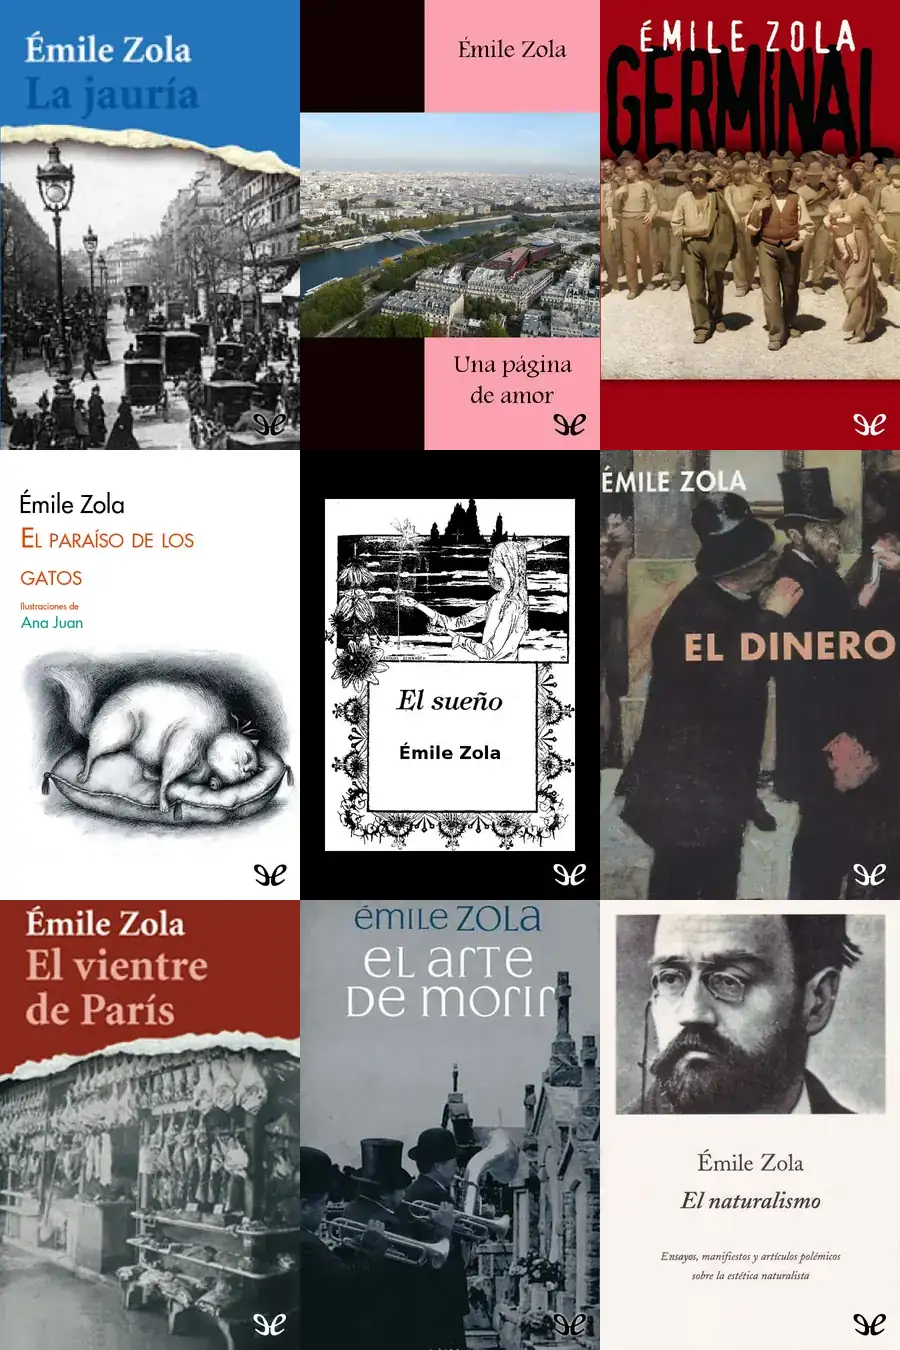 Émile Zola
La jauría
Émile Zola
Una página
de amor
ÉMILE ZOLA
GERMINAL
Émile Zola
El paraíso de los
gatos
Ilustraciones de
Ana Juan
El sueño
Émile Zola
ÉMILE ZOLA
EL DINERO
Émile Zola
El vientre
de París
émile ZOLA
el arte
de morir
Émile Zola
El naturalismo
Ensayos, manifiestos y artículos polémicos
sobre la estética naturalista